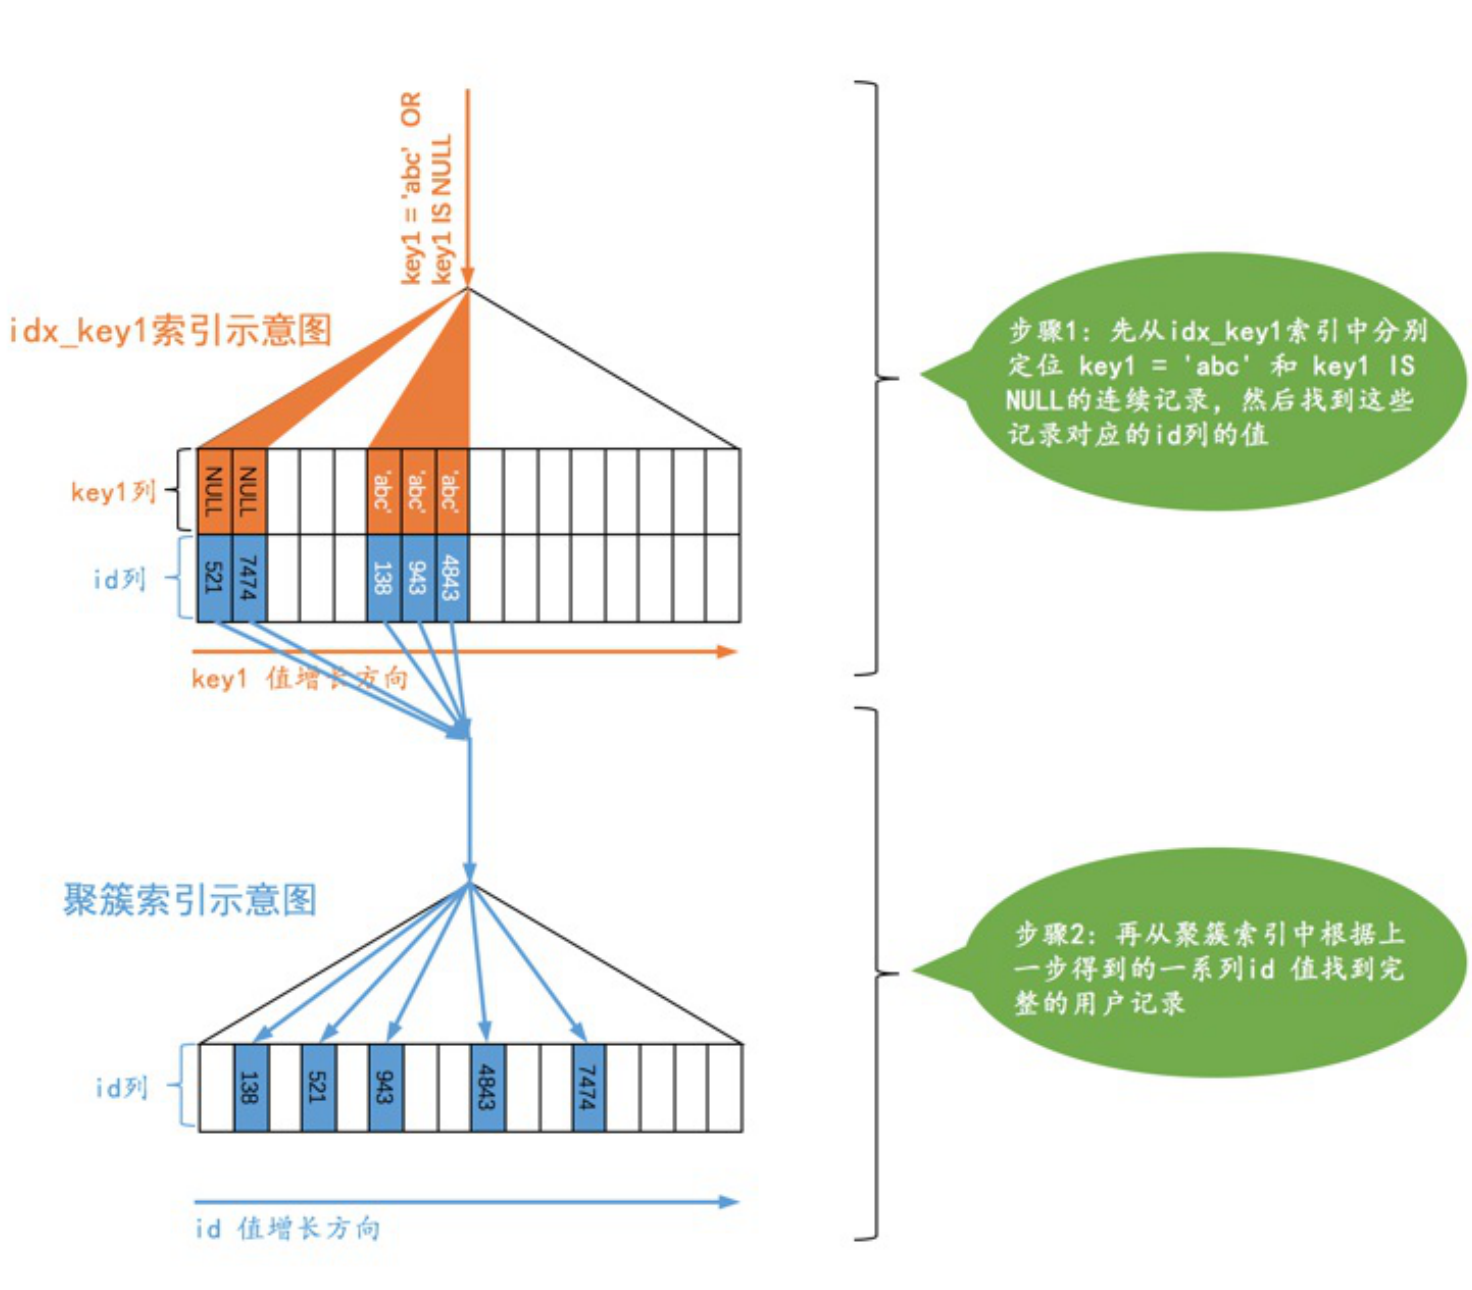 key1 = 'abc' OR
key1 IS NULL
idx_key1索引示意图
步骤1：先从idx_key1索引中分别
定位 key1 = 'abc' 和 key1 IS
NULL的连续记录，然后找到这些
记录对应的id列的值
key1列
NULL
NULL
'abc'
'abc'
'abc'
id列
521
7474
138
943
4843
key1 值增长方向
聚簇索引示意图
步骤2：再从聚簇索引中根据上
一步得到的一系列id 值找到完
整的用户记录
id列
138
521
943
4843
7474
id 值增长方向